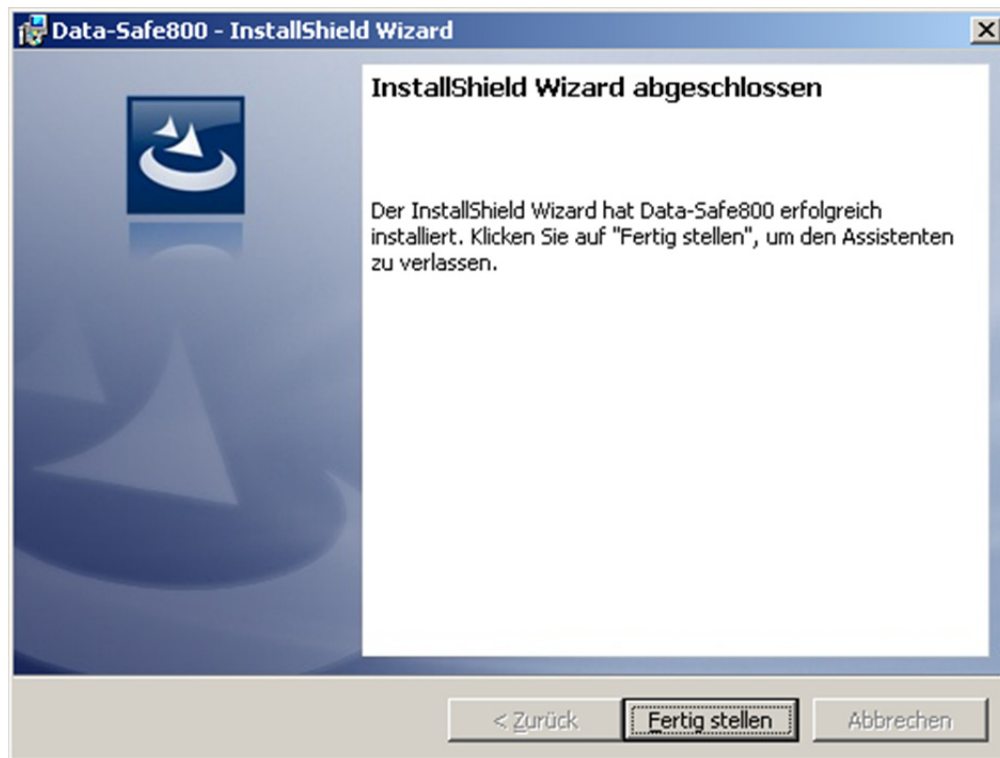 Data-Safe800 - InstallShield Wizard
InstallShield Wizard abgeschlossen
Der InstallShield Wizard hat Data-Safe800 erfolgreich
installiert. Klicken Sie auf "Fertig stellen", um den Assistenten
zu verlassen.
< Zurück
Fertig stellen
Abbrechen